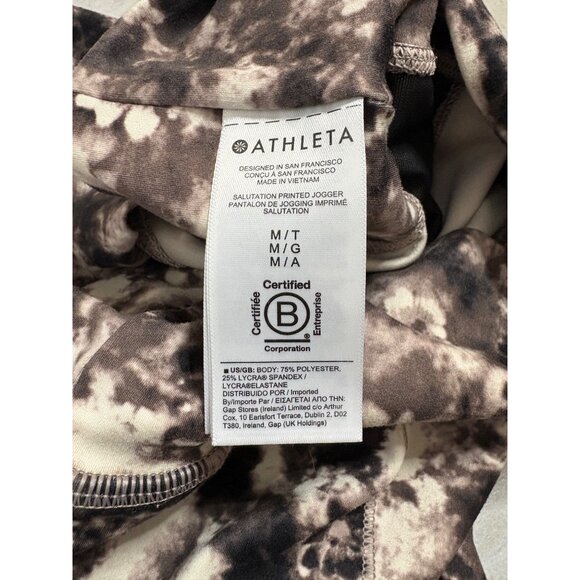 ATHLETA
DESIGNED IN SAN FRANCISCO
CONÇU À SAN FRANCISCO
MADE IN VIETNAM
SALUTATION PRINTED JOGGER
PANTALON DE JOGGING IMPRIMÉ
SALUTATION
M / T
M / G
M / A
Certified
Certifiée
B
Entreprise
Corporation
■ US/GB: BODY: 75% POLYESTER,
25% LYCRA® SPANDEX /
LYCRA®ELASTANE
DISTRIBUIDO POR / Imported
By/Importe Par / ΕΙΣΑΓΕΤΑΙ ΑΠΟ ΤΗΝ:
Gap Stores (Ireland) Limited c/o Arthur
Cox. 10 Earlsfort Terrace, Dublin 2, D02
T380, Ireland, Gap (UK Holdings)